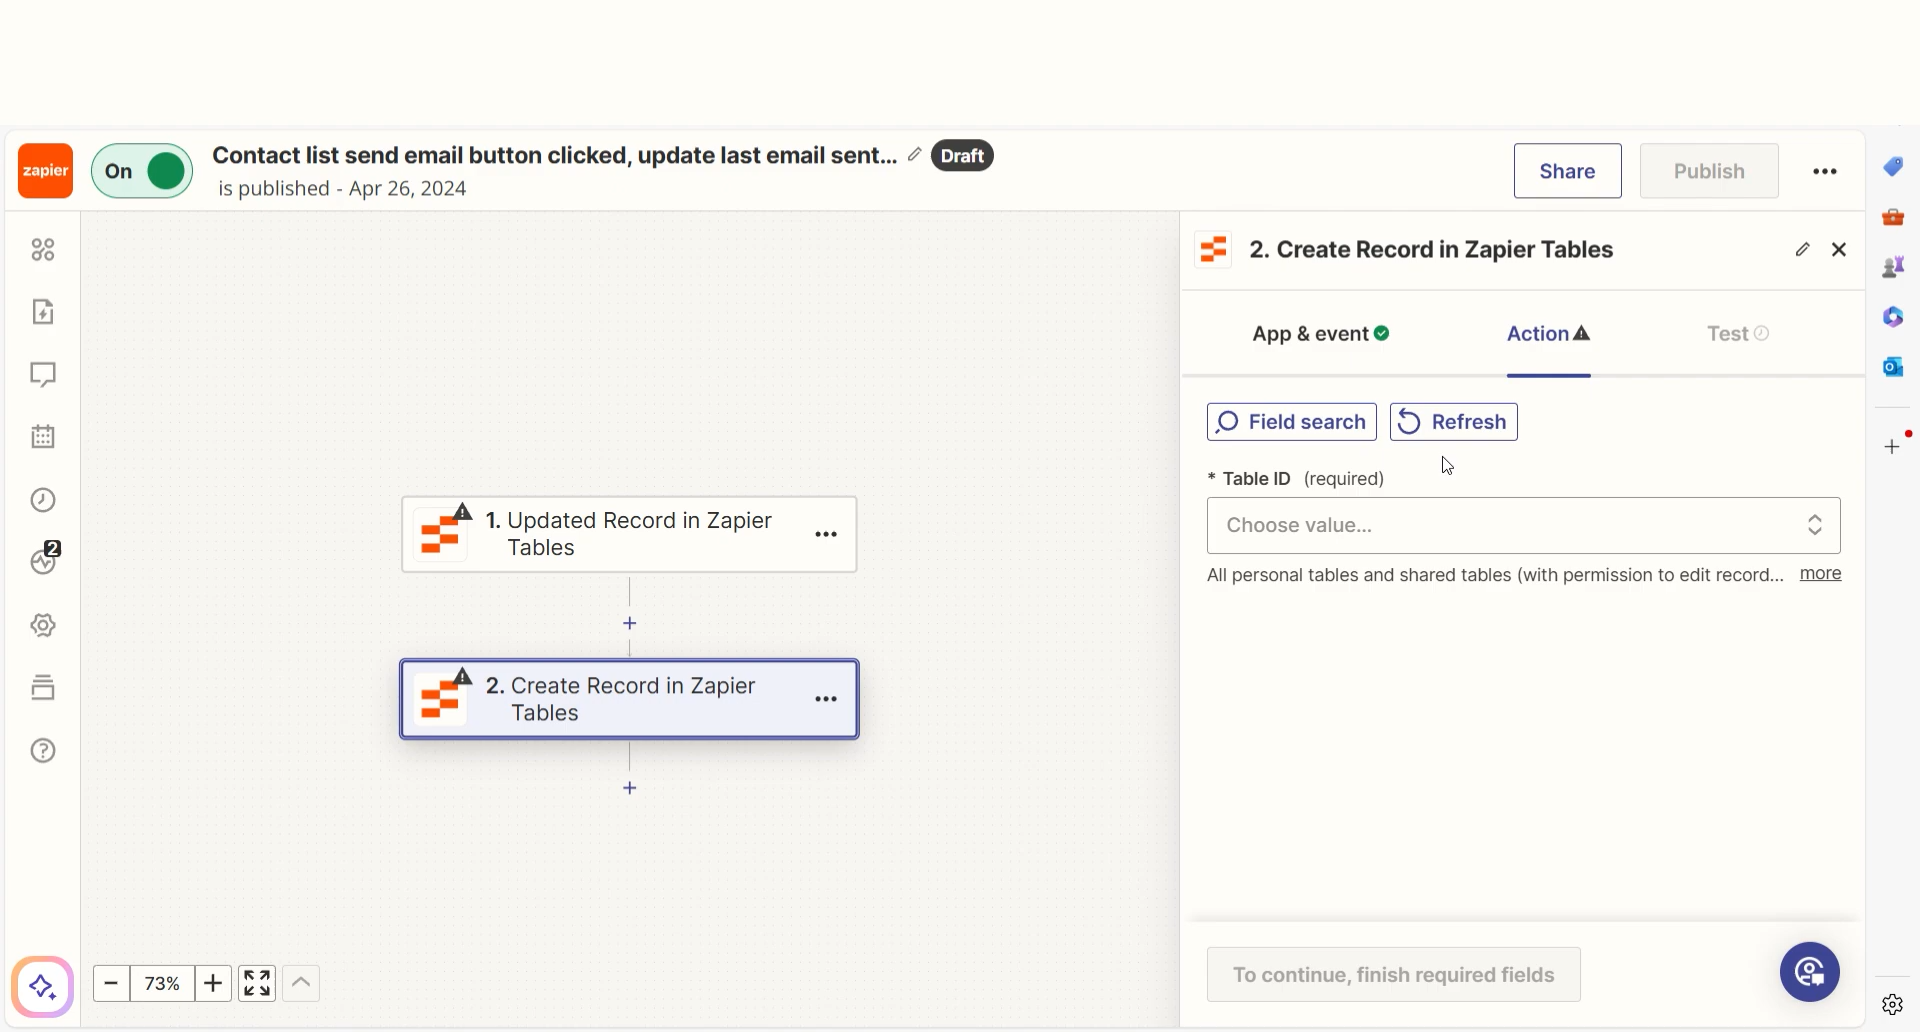 zapier
On
Contact list send email button clicked, update last email sent...
Draft
is published - Apr 26, 2024
Share
Publish
2. Create Record in Zapier Tables
App & event
Action
Test
Field search
Refresh
* Table ID (required)
Choose value...
All personal tables and shared tables (with permission to edit record... more
1. Updated Record in Zapier
Tables
2. Create Record in Zapier
Tables
2
73%
To continue, finish required fields